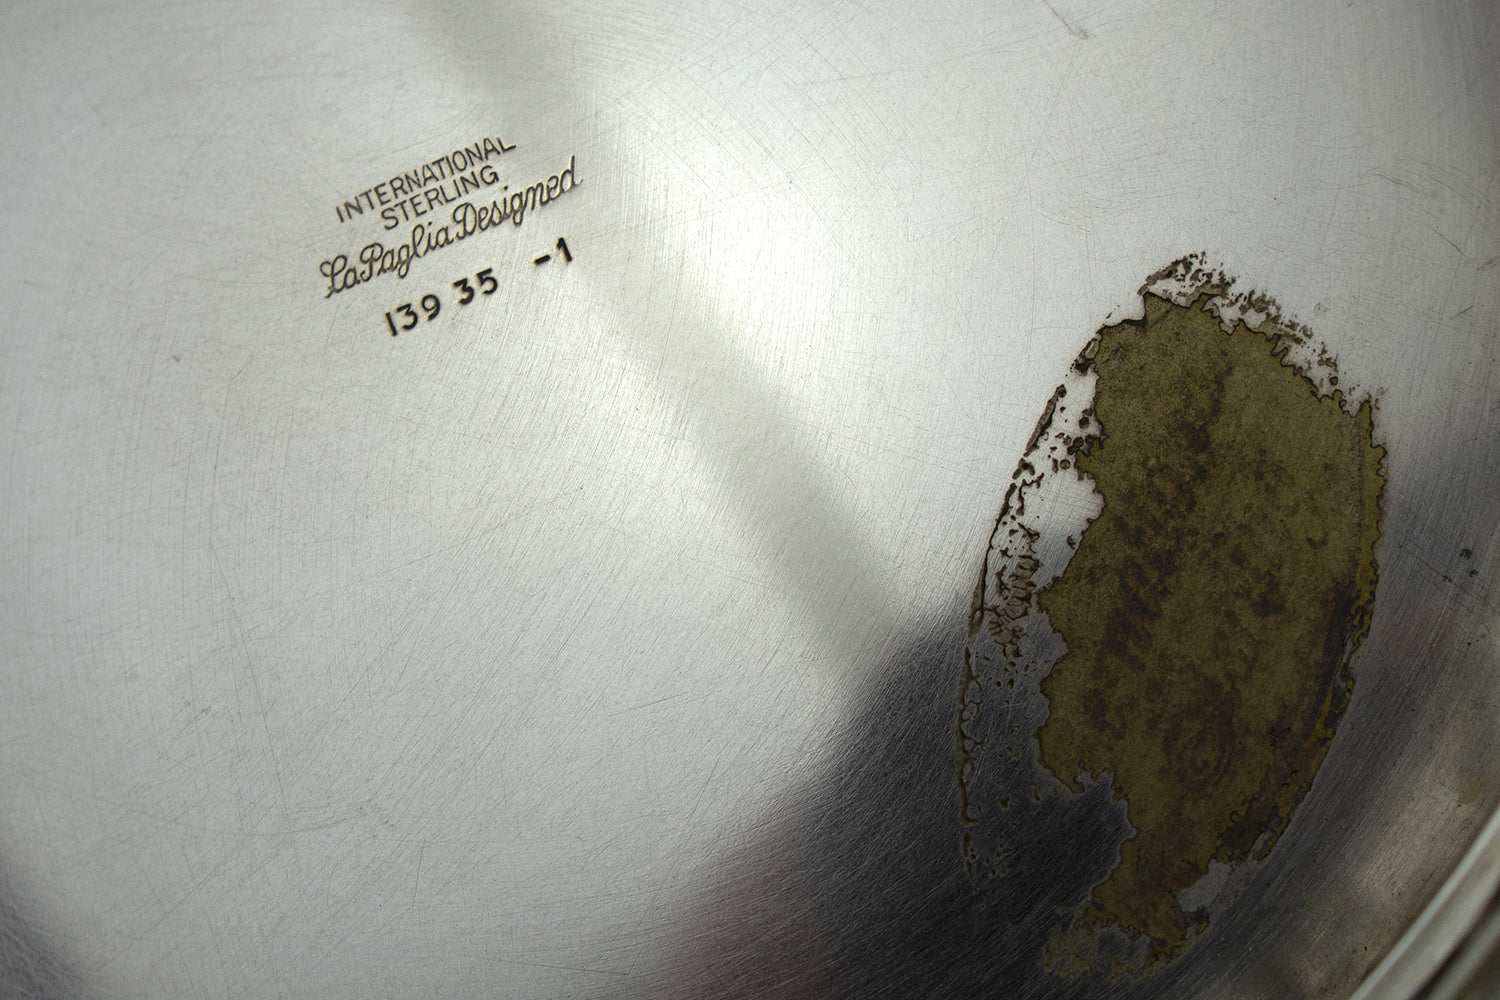 INTERNATIONAL
STERLING
LaPaglia Designed
139 35 -1